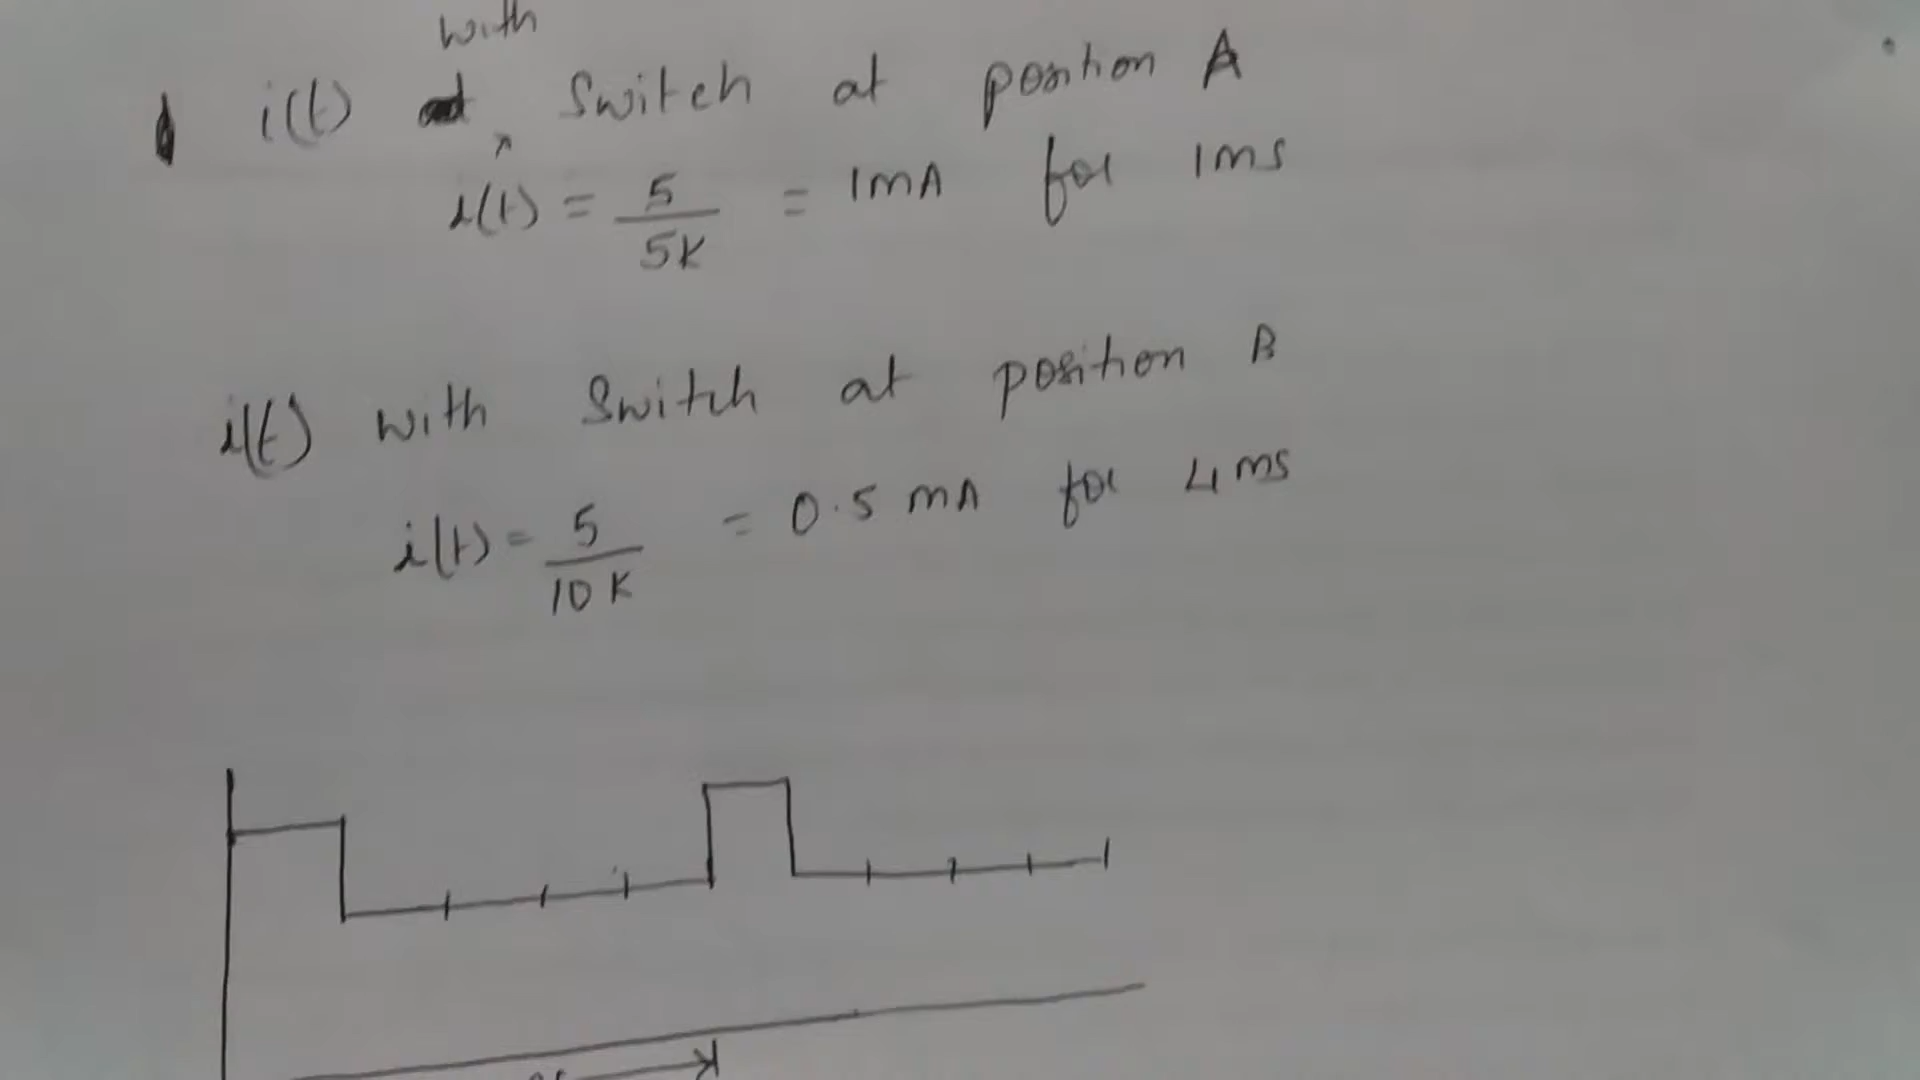 with
i(t) Switch at position A
i(t) = 5/5K = 1mA for 1ms
i(t) with Switch at position B
i(t) = 5/10K = 0.5 mA for 4ms